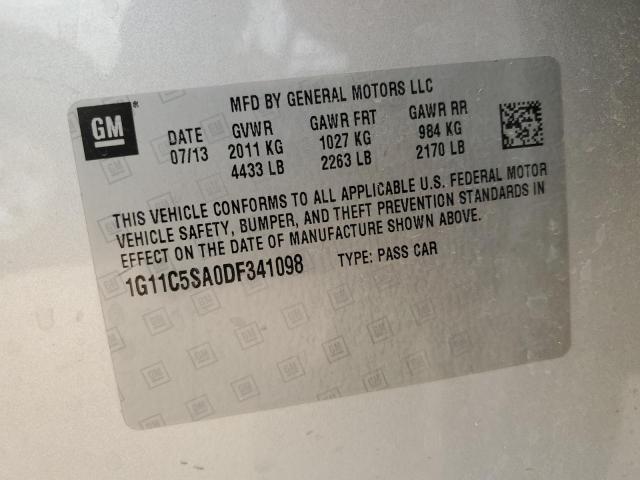 GM
MFD BY GENERAL MOTORS LLC
DATE GVWR GAWR FRT GAWR RR
07/13 2011 KG 1027 KG 984 KG
4433 LB 2263 LB 2170 LB
THIS VEHICLE CONFORMS TO ALL APPLICABLE U.S. FEDERAL MOTOR
VEHICLE SAFETY, BUMPER, AND THEFT PREVENTION STANDARDS IN
EFFECT ON THE DATE OF MANUFACTURE SHOWN ABOVE.
1G11C5SA0DF341098 TYPE: PASS CAR